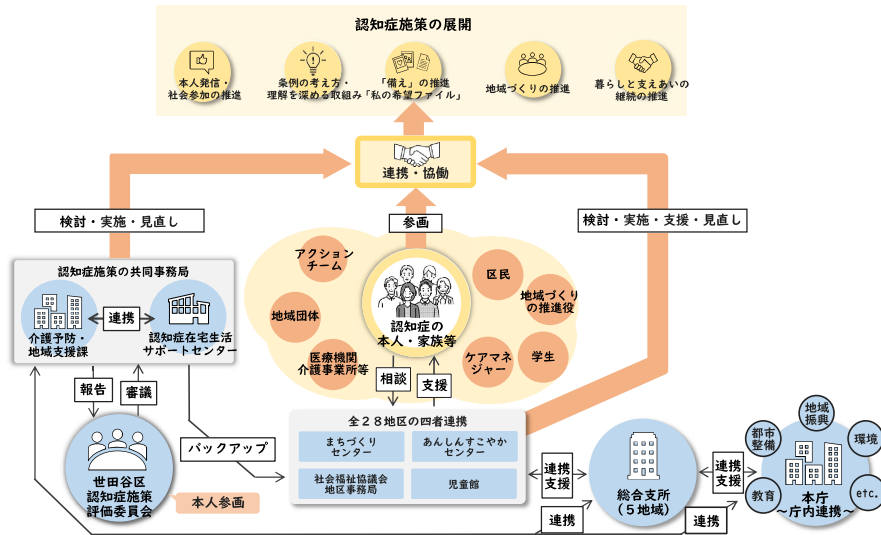 認知症施策の展開
本人発信・
社会参加の推進
条例の考え方・
理解を深める取組み
「備え」の推進
「私の希望ファイル」
地域づくりの推進
暮らしと支えあいの
継続の推進
連携・協働
検討・実施・見直し
参画
検討・実施・支援・見直し
認知症施策の共同事務局
介護予防・
地域支援課
連携
認知症在宅生活
サポートセンター
アクション
チーム
地域団体
医療機関
介護事業所等
認知症の
本人・家族等
区民
地域づくり
の推進役
ケアマネ
ジャー
学生
報告
審議
相談
支援
バックアップ
世田谷区
認知症施策
評価委員会
本人参画
全28地区の四者連携
まちづくり
センター
あんしんすこやか
センター
社会福祉協議会
地区事務局
児童館
連携
支援
総合支所
（5地域）
連携
支援
地域
振興
都市
整備
環境
教育
etc.
本庁
～庁内連携～
連携
連携